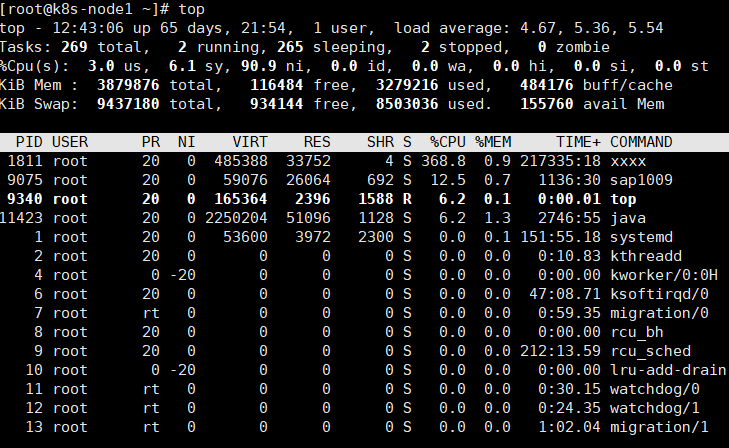 [root@k8s-node1 ~]# top
top - 12:43:06 up 65 days, 21:54,  1 user,  load average: 4.67, 5.36, 5.54
Tasks: 269 total,   2 running, 265 sleeping,   2 stopped,   0 zombie
%Cpu(s):  3.0 us,  6.1 sy, 90.9 ni,  0.0 id,  0.0 wa,  0.0 hi,  0.0 si,  0.0 st
KiB Mem :  3879876 total,   116484 free,  3279216 used,   484176 buff/cache
KiB Swap:  9437180 total,   934144 free,  8503036 used.   155760 avail Mem
PID USER      PR  NI    VIRT    RES    SHR S  %CPU %MEM     TIME+ COMMAND
1811 root      20   0  485388  33752      4 S 368.8  0.9 217335:18 xxxx
9075 root      20   0   59076  26064    692 S  12.5  0.7   1136:30 sap1009
9340 root      20   0  165364   2396   1588 R   6.2  0.1   0:00.01 top
11423 root      20   0 2250204  51096   1128 S   6.2  1.3   2746:55 java
1 root      20   0   53600   3972   2300 S   0.0  0.1 151:55.18 systemd
2 root      20   0       0      0      0 S   0.0  0.0   0:10.83 kthreadd
4 root       0 -20       0      0      0 S   0.0  0.0   0:00.00 kworker/0:0H
6 root      20   0       0      0      0 S   0.0  0.0  47:08.71 ksoftirqd/0
7 root      rt   0       0      0      0 S   0.0  0.0   0:59.35 migration/0
8 root      20   0       0      0      0 S   0.0  0.0   0:00.00 rcu_bh
9 root      20   0       0      0      0 S   0.0  0.0 212:13.59 rcu_sched
10 root       0 -20       0      0      0 S   0.0  0.0   0:00.00 lru-add-drain
11 root      rt   0       0      0      0 S   0.0  0.0   0:30.15 watchdog/0
12 root      rt   0       0      0      0 S   0.0  0.0   0:24.35 watchdog/1
13 root      rt   0       0      0      0 S   0.0  0.0   1:02.04 migration/1